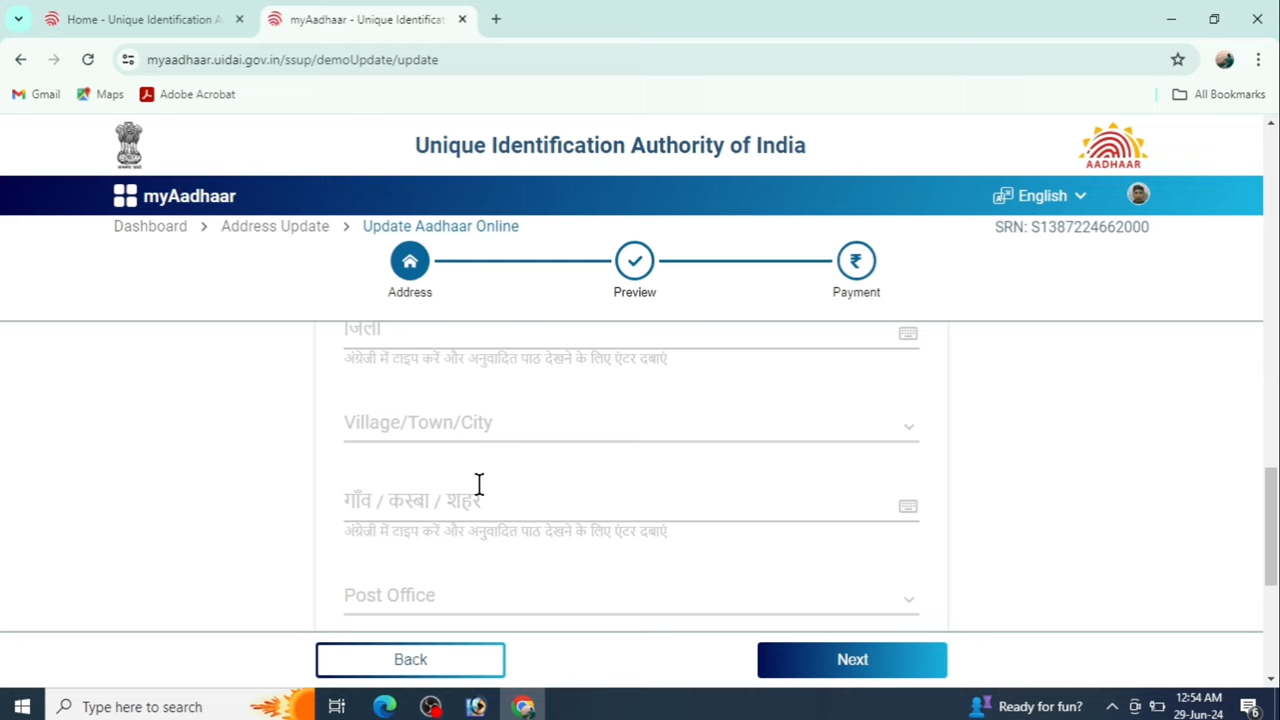 Home - Unique Identification A
myAadhaar - Unique Identificat
myaadhaar.uidai.gov.in/ssup/demoUpdate/update
Gmail
Maps
Adobe Acrobat
All Bookmarks
Unique Identification Authority of India
AADHAAR
myAadhaar
English
Dashboard > Address Update > Update Aadhaar Online
SRN: S1387224662000
Address
Preview
₹
Payment
जिला
अंग्रेजी में टाइप करें और अनुवादित पाठ देखने के लिए एंटर दबाएं
Village/Town/City
गाँव / कस्बा / शहर
अंग्रेजी में टाइप करें और अनुवादित पाठ देखने के लिए एंटर दबाएं
Post Office
Back
Next
Type here to search
Ready for fun?
12:54 AM
29-Jun-24
6